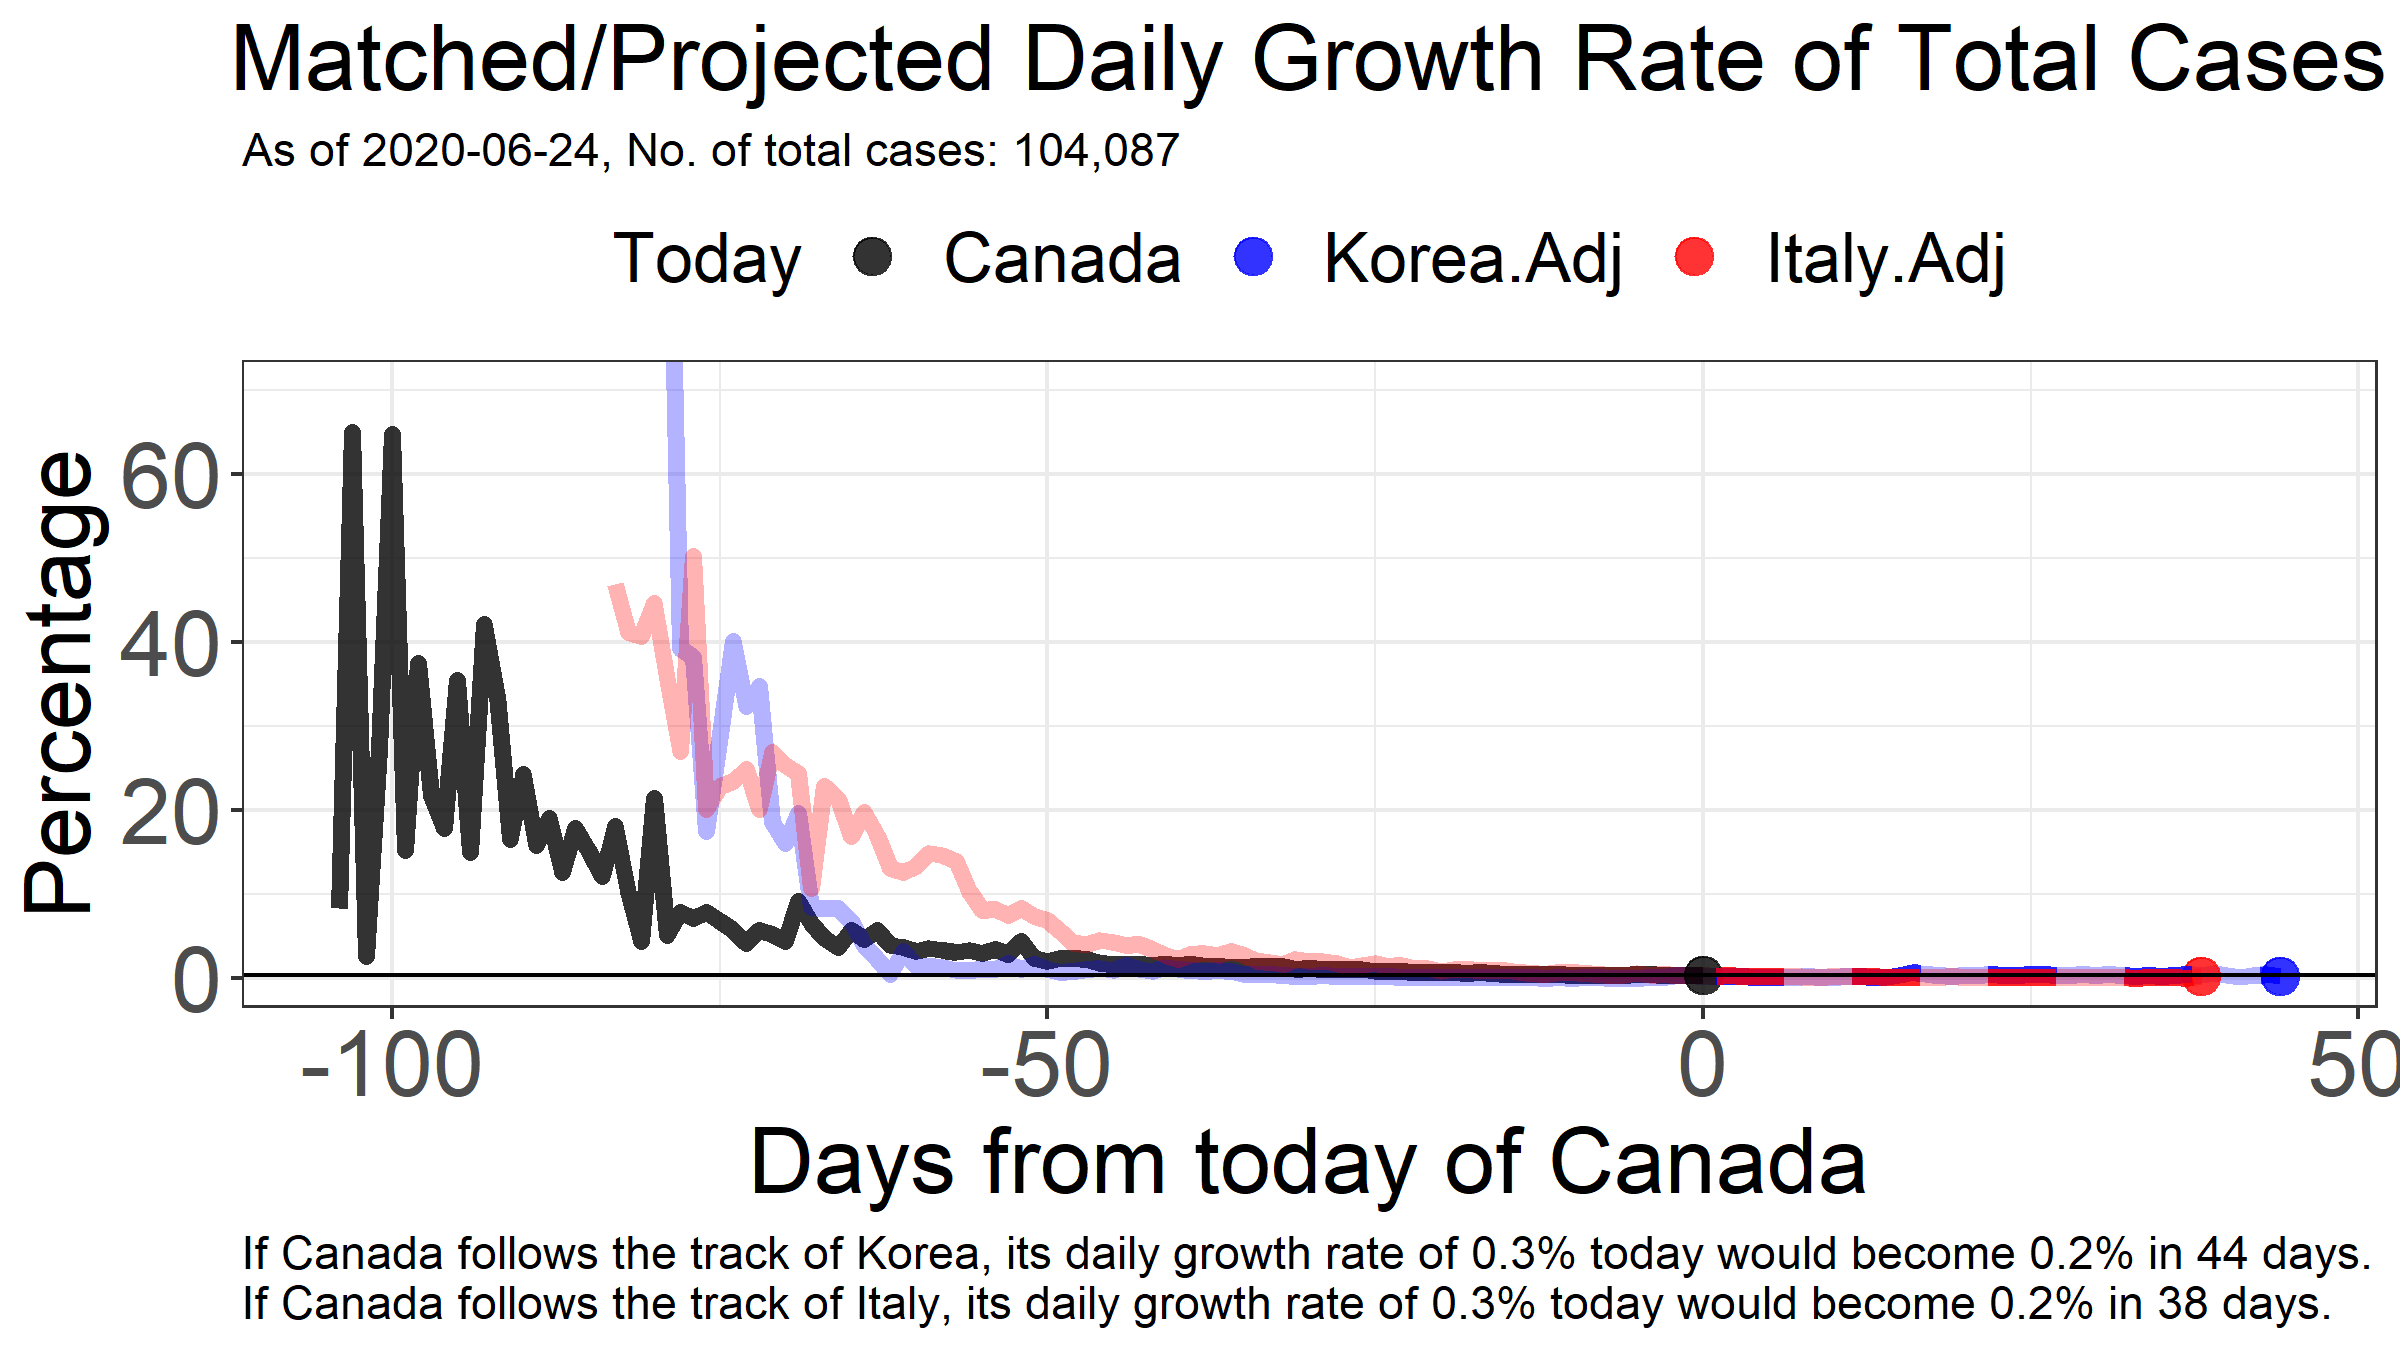 Matched/Projected Daily Growth Rate of Total Cases
As of 2020-06-24, No. of total cases: 104,087
Today Canada Korea.Adj Italy.Adj
Percentage
60
40
20
0
-100 -50 0 50
Days from today of Canada
If Canada follows the track of Korea, its daily growth rate of 0.3% today would become 0.2% in 44 days.
If Canada follows the track of Italy, its daily growth rate of 0.3% today would become 0.2% in 38 days.